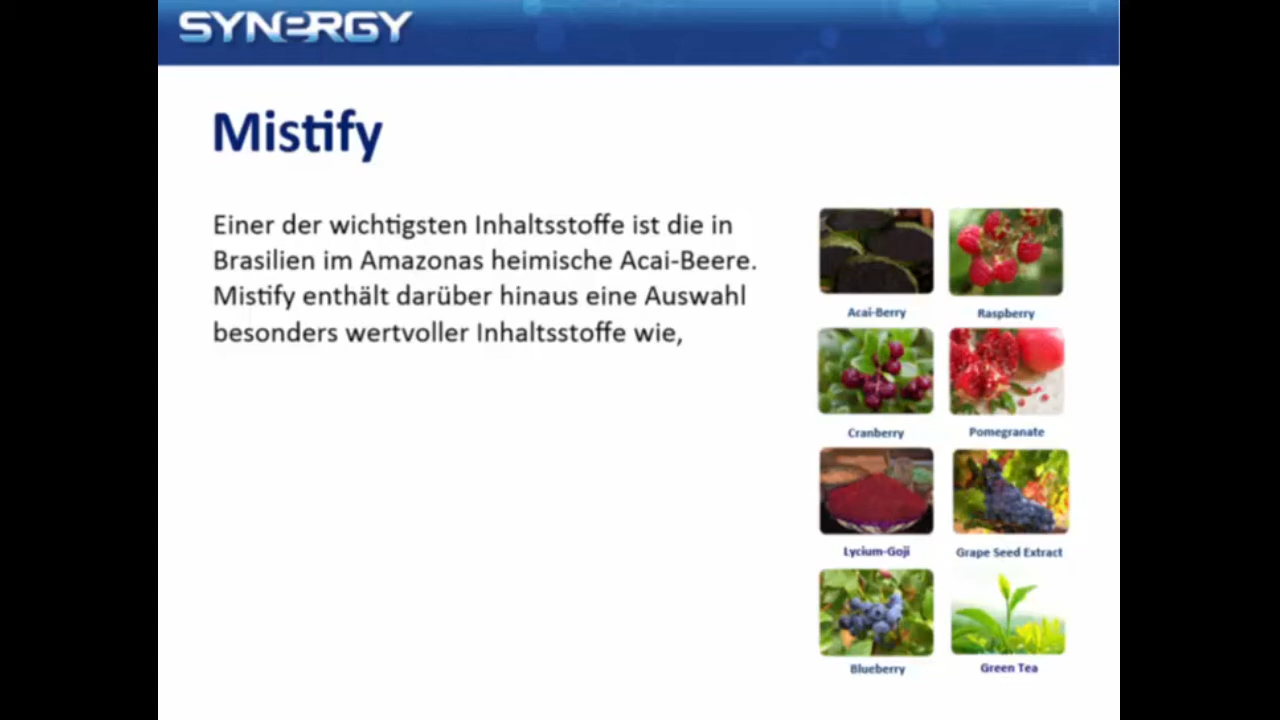 SYNERGY
Mistify
Einer der wichtigsten Inhaltsstoffe ist die in
Brasilien im Amazonas heimische Acai-Beere.
Mistify enthält darüber hinaus eine Auswahl
besonders wertvoller Inhaltsstoffe wie,
Acai-Berry
Raspberry
Cranberry
Pomegranate
Lycium-Goji
Grape Seed Extract
Blueberry
Green Tea